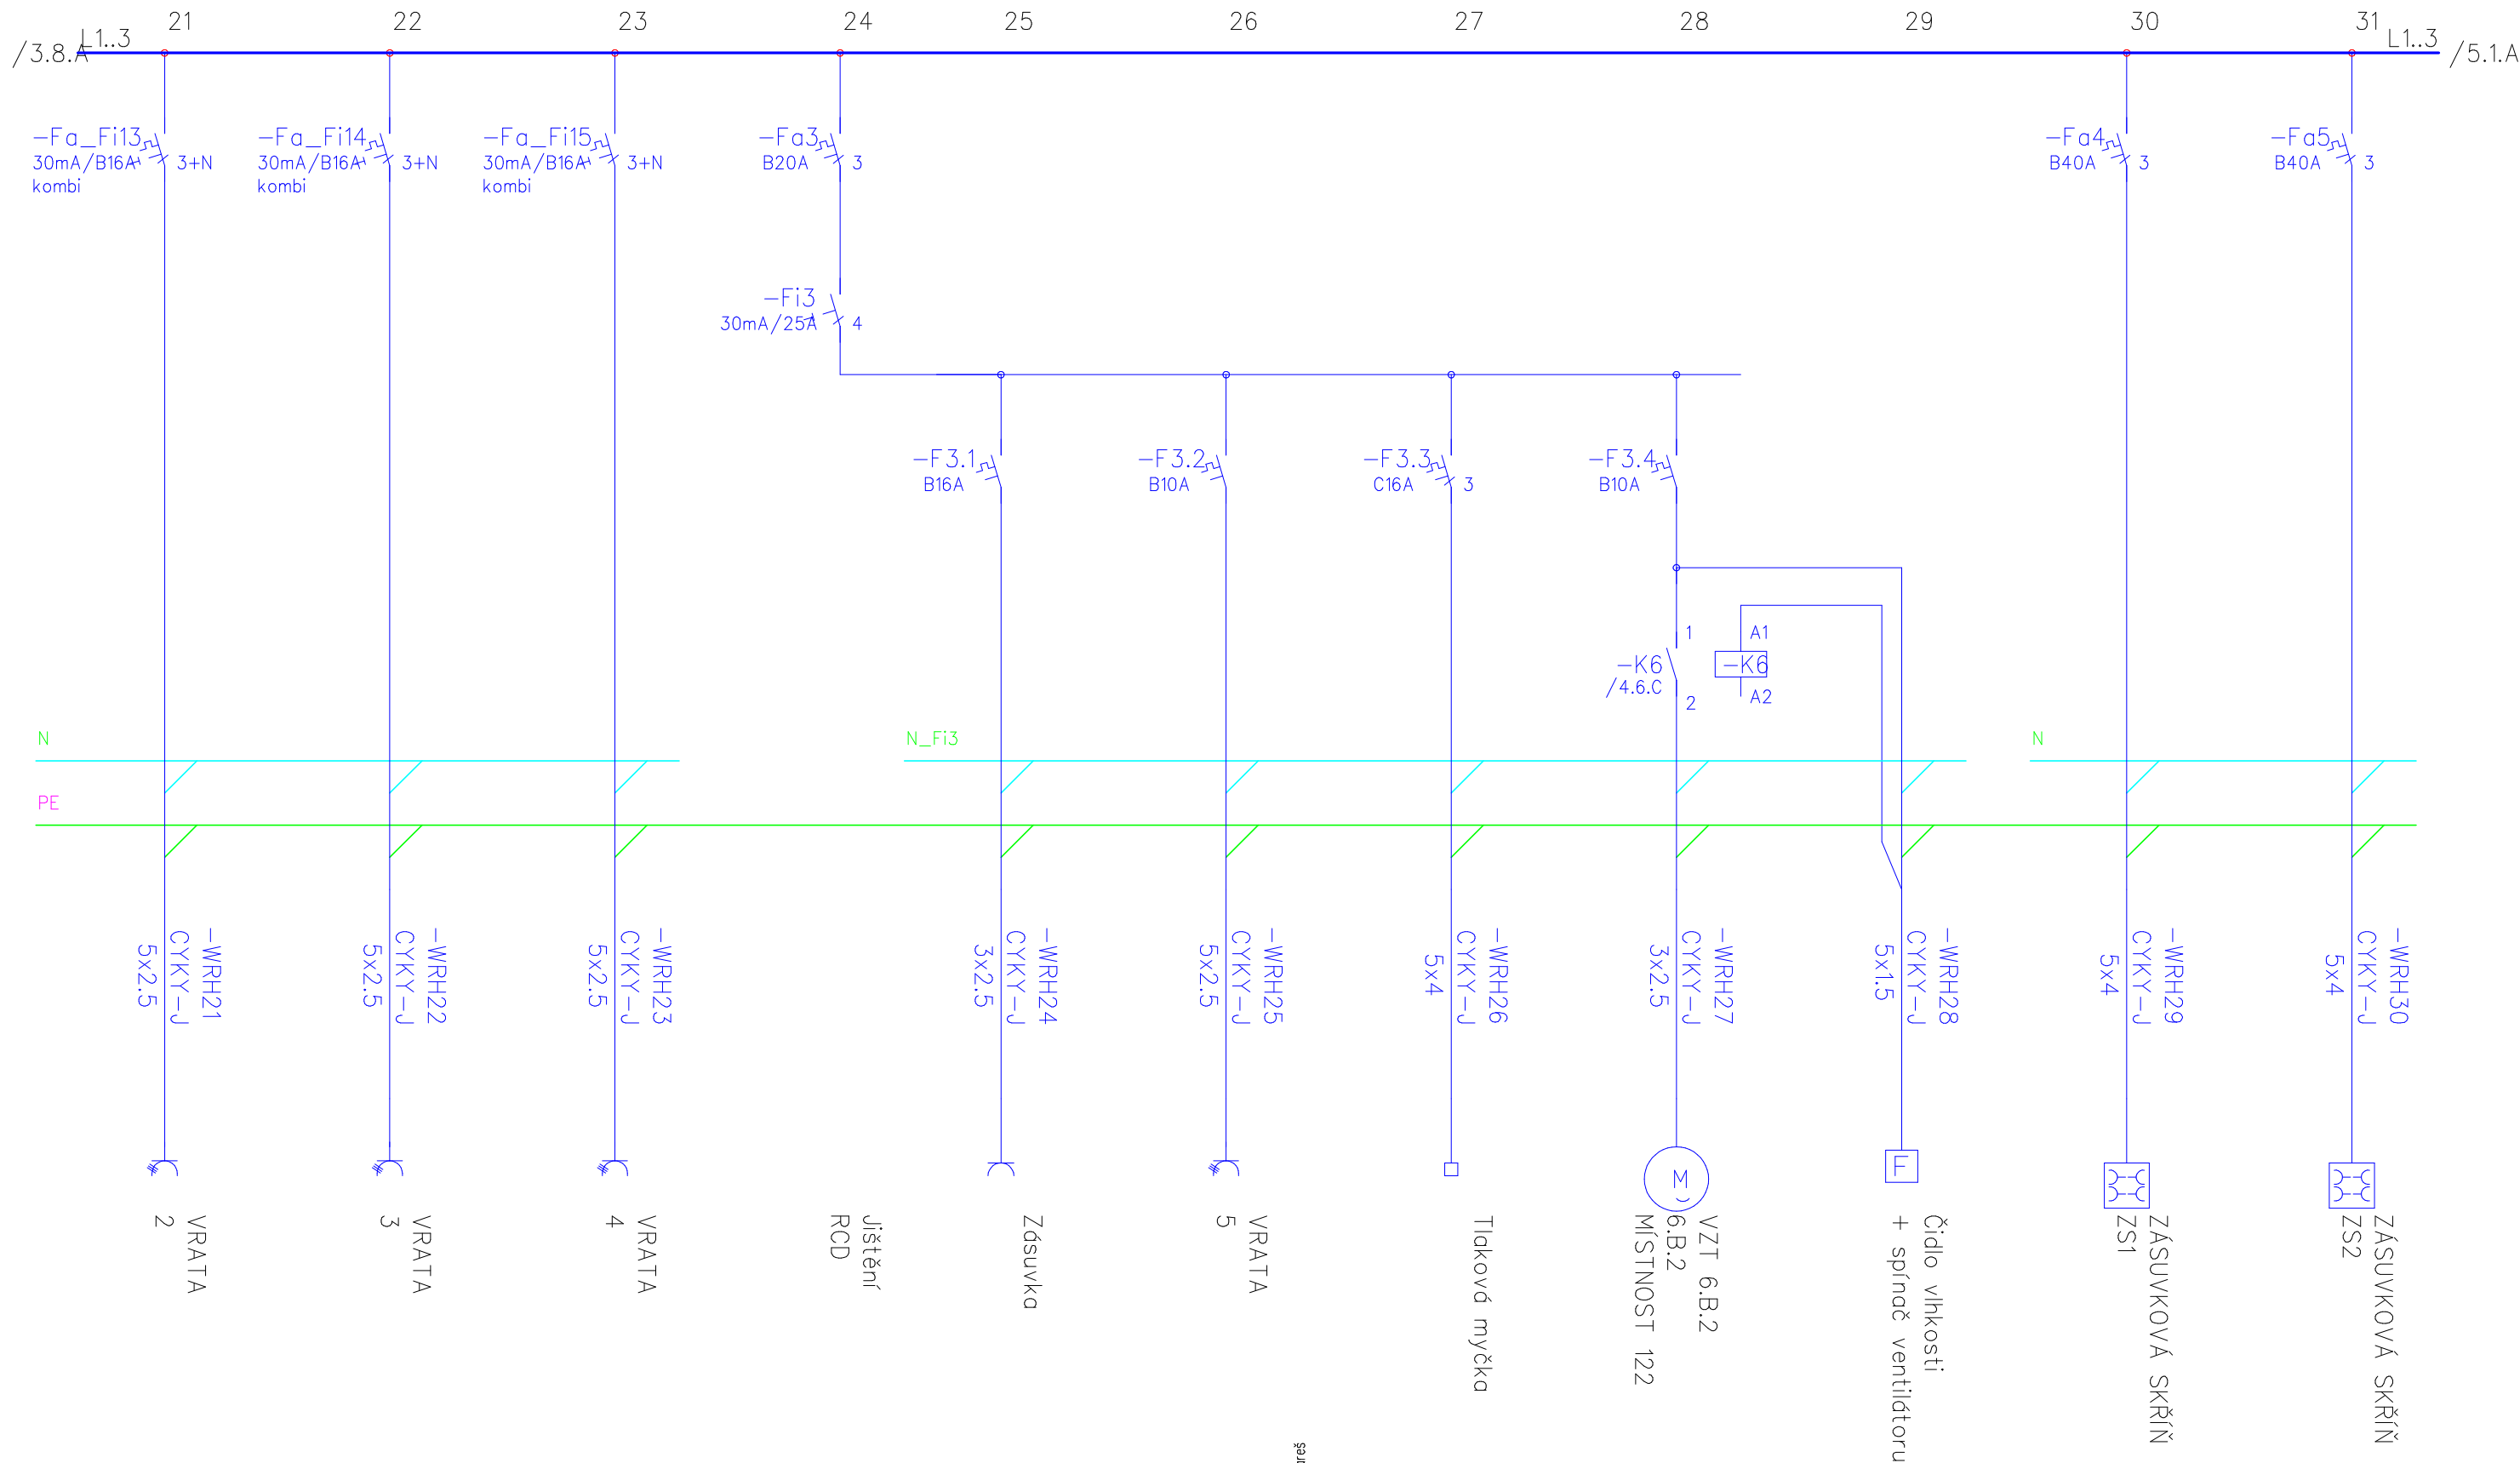 21
22
23
24
25
26
27
28
29
30
31
/3.8.A
L1..3
L1..3
/5.1.A
-Fa_Fi13
30mA/B16A
kombi
3+N
-Fa_Fi14
30mA/B16A
kombi
3+N
-Fa_Fi15
30mA/B16A
kombi
3+N
-Fa3
B20A
3
-Fa4
B40A
3
-Fa5
B40A
3
-Fi3
30mA/25A
4
-F3.1
B16A
-F3.2
B10A
-F3.3
C16A
3
-F3.4
B10A
1
-K6
/4.6.C
2
A1
-K6
A2
N
N_Fi3
N
PE
-WRH21
CYKY-J
5x2.5
-WRH22
CYKY-J
5x2.5
-WRH23
CYKY-J
5x2.5
-WRH24
CYKY-J
3x2.5
-WRH25
CYKY-J
5x2.5
-WRH26
CYKY-J
5x4
-WRH27
CYKY-J
3x2.5
-WRH28
CYKY-J
5x1.5
-WRH29
CYKY-J
5x4
-WRH30
CYKY-J
5x4
M
F
VRATA
2
VRATA
3
VRATA
4
Jištění
RCD
Zásuvka
VRATA
5
Tlaková myčka
VZT 6.B.2
6.B.2
MÍSTNOST 122
Čidlo vlhkosti
+ spínač ventilátoru
ZÁSUVKOVÁ SKŘÍŇ
ZS1
ZÁSUVKOVÁ SKŘÍŇ
ZS2